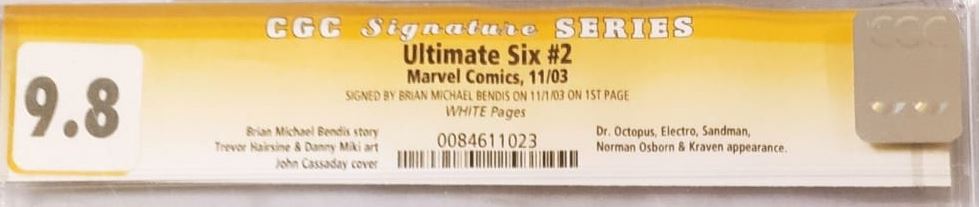 CGC Signature SERIES
CGC
9.8
Ultimate Six #2
Marvel Comics, 11/03
SIGNED BY BRIAN MICHAEL BENDIS ON 11/1/03 ON 1ST PAGE
WHITE Pages
Brian Michael Bendis story
Trevor Hairsine & Danny Miki art
John Cassaday cover
0084611023
Dr. Octopus, Electro, Sandman,
Norman Osborn & Kraven appearance.